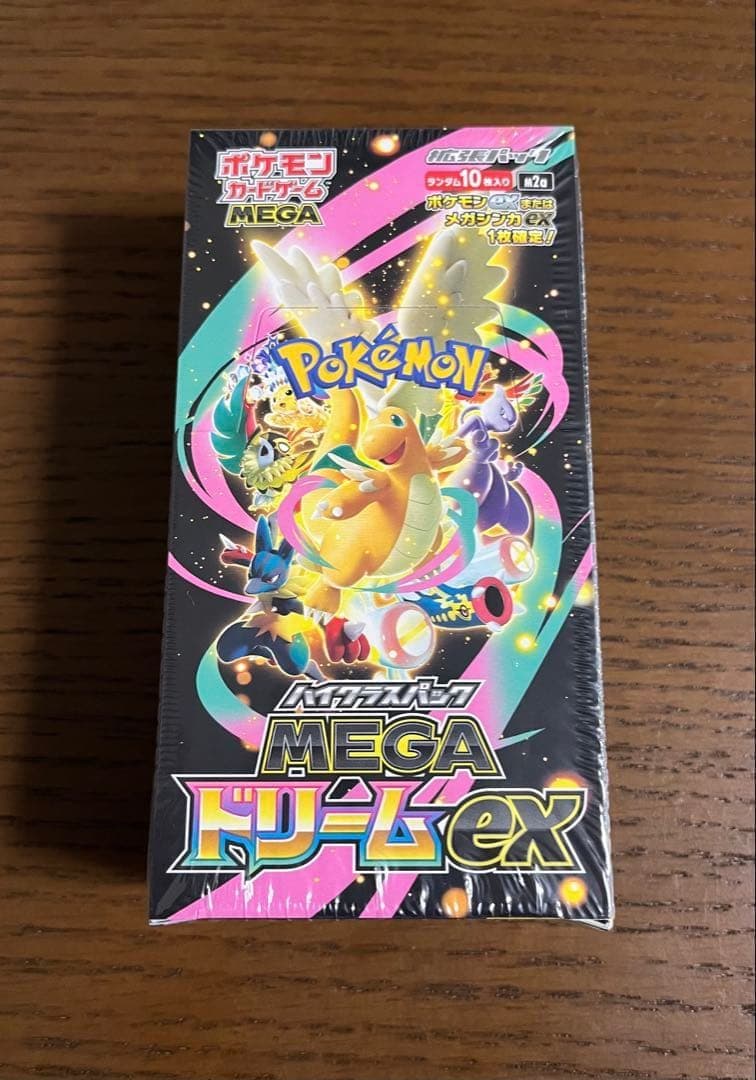 ポケモン
カードゲーム
MEGA
拡張パック
ランダム10枚入り
m2a
ポケモンexまたは
メガシンカex
1枚確定!
POKéMON
ハイクラスパック
MEGA
ドリームex